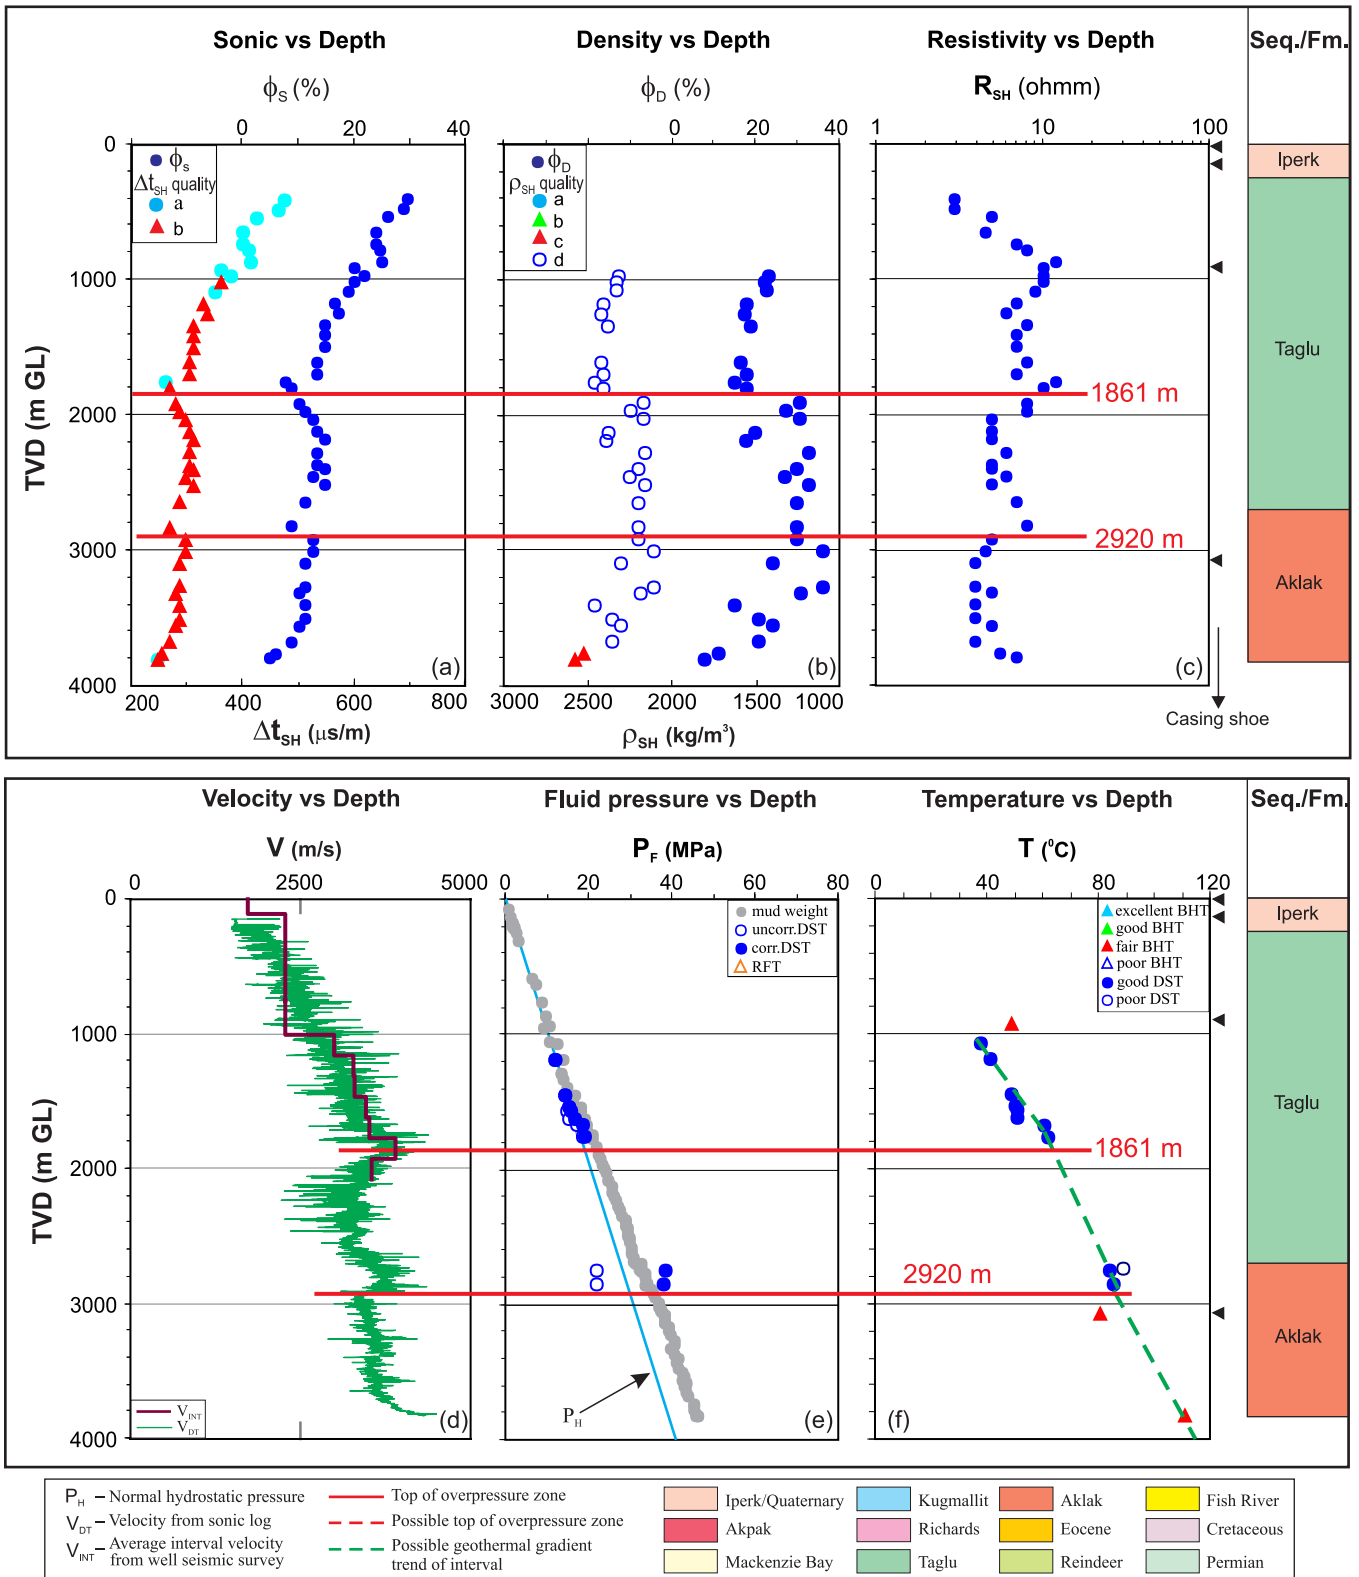 Sonic vs Depth
Density vs Depth
Resistivity vs Depth
Seq./Fm.
ϕS (%)
ϕD (%)
RSH (ohmm)
0 20 40
0 20 40
1 10 100
0
1000
2000
3000
4000
TVD (m GL)
ϕs
ΔtSH quality
a
b
ϕD
ρSH quality
a
b
c
d
1861 m
2920 m
(a)
(b)
(c)
200 400 600 800
3000 2500 2000 1500 1000
ΔtSH (μs/m)
ρSH (kg/m³)
Casing shoe
Iperk
Taglu
Aklak
Velocity vs Depth
Fluid pressure vs Depth
Temperature vs Depth
Seq./Fm.
V (m/s)
PF (MPa)
T (⁰C)
0 2500 5000
0 20 40 60 80
0 40 80 120
0
1000
2000
3000
4000
TVD (m GL)
mud weight
uncorr.DST
corr.DST
RFT
excellent BHT
good BHT
fair BHT
poor BHT
good DST
poor DST
1861 m
2920 m
PH
VINT
VDT
(d)
(e)
(f)
Iperk
Taglu
Aklak
PH – Normal hydrostatic pressure
VDT – Velocity from sonic log
VINT – Average interval velocity
from well seismic survey
Top of overpressure zone
Possible top of overpressure zone
Possible geothermal gradient
trend of interval
Iperk/Quaternary
Kugmallit
Aklak
Fish River
Akpak
Richards
Eocene
Cretaceous
Mackenzie Bay
Taglu
Reindeer
Permian